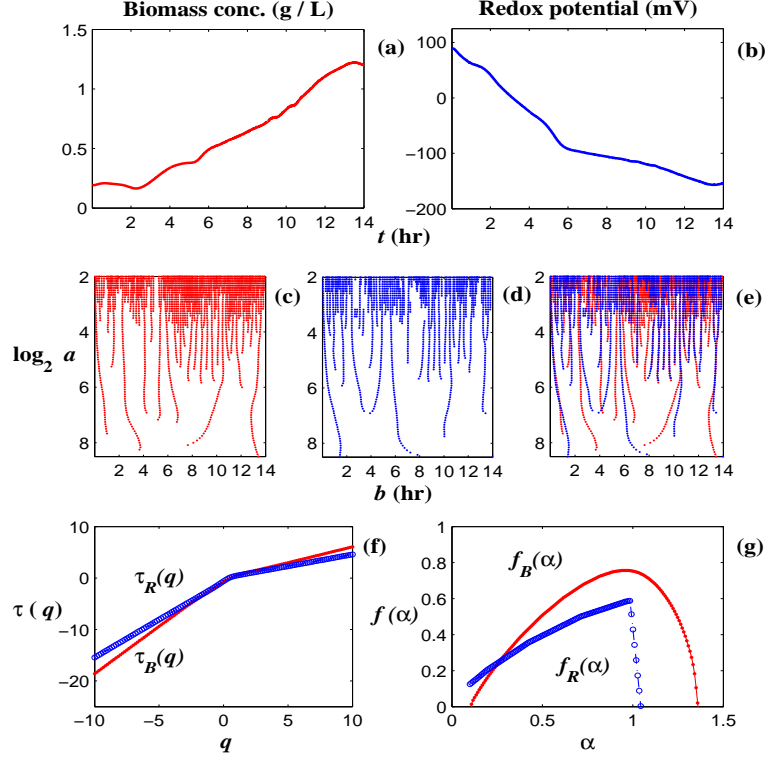 Biomass conc. (g / L)
Redox potential (mV)
1.5
1
0.5
0
2 4 6 8 10 12 14
(a)
100
0
−100
−200
2 4 6 8 10 12 14
(b)
t (hr)
log2 a
2
4
6
8
2 4 6 8 10 12 14
(c)
2
4
6
8
2 4 6 8 10 12 14
(d)
2
4
6
8
2 4 6 8 10 12 14
(e)
b (hr)
τ (q)
10
0
−10
−20
−10 −5 0 5 10
τR(q)
τB(q)
(f)
q
f(α)
1
0.8
0.6
0.4
0.2
0
0 0.5 1 1.5
fB(α)
fR(α)
(g)
α